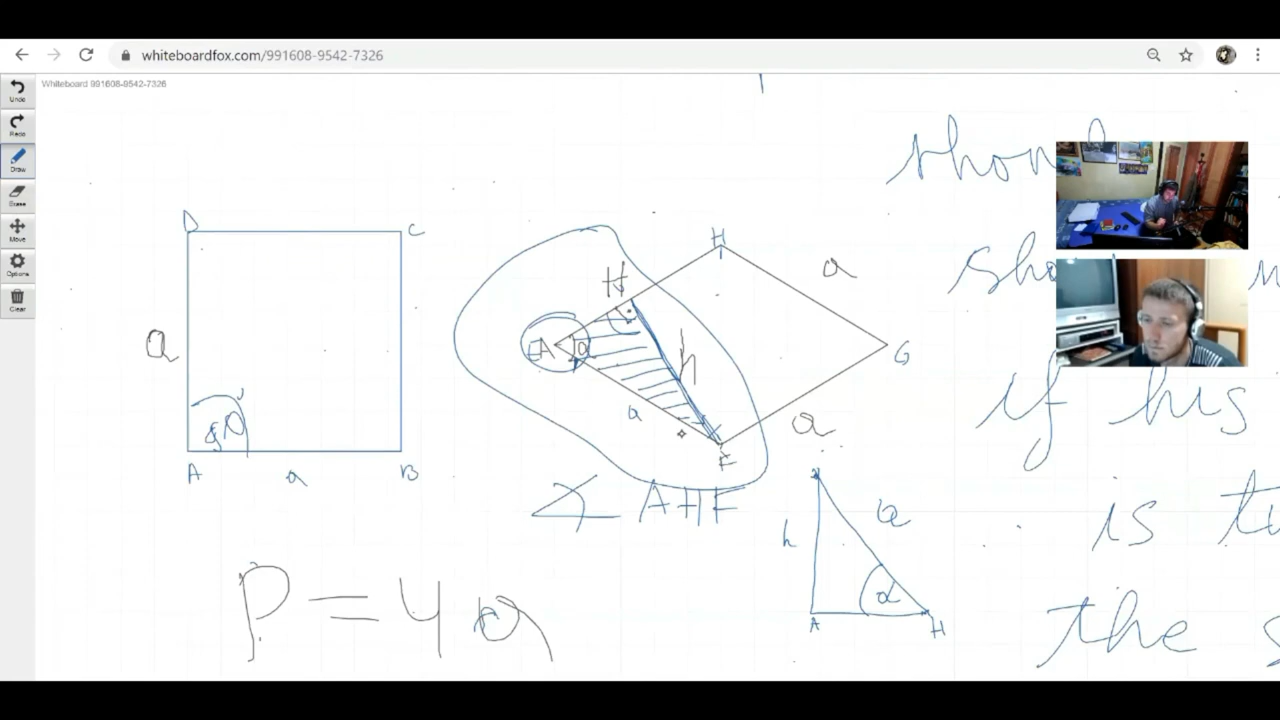 whiteboardfox.com/991608-9542-7326
Whiteboard 991608-9542-7326
Undo
Redo
Draw
Erase
Move
Options
Clear
D C
a
90
A a B
H
H a
A α
h G
a a
F
∡ AHF
h a
α
A H
P = 4a
if his
is
the